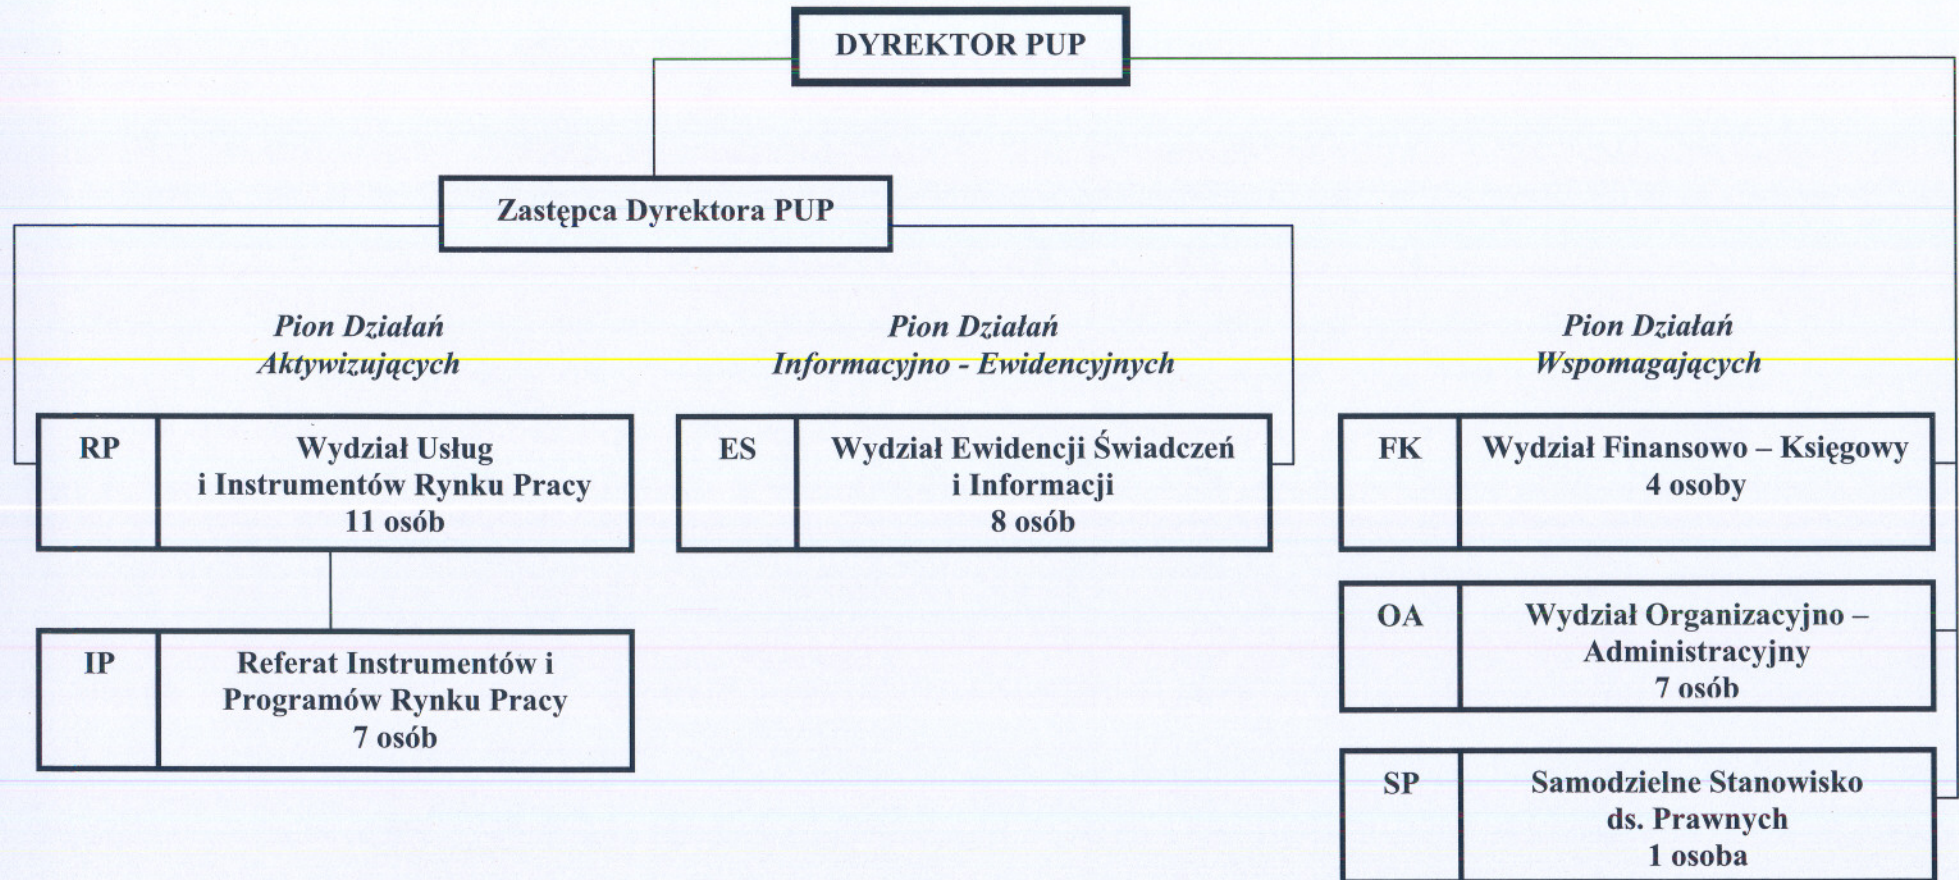 DYREKTOR PUP
Zastępca Dyrektora PUP
Pion Działań
Aktywizujących
Pion Działań
Informacyjno - Ewidencyjnych
Pion Działań
Wspomagających
RP
Wydział Usług
i Instrumentów Rynku Pracy
11 osób
ES
Wydział Ewidencji Świadczeń
i Informacji
8 osób
FK
Wydział Finansowo – Księgowy
4 osoby
IP
Referat Instrumentów i
Programów Rynku Pracy
7 osób
OA
Wydział Organizacyjno –
Administracyjny
7 osób
SP
Samodzielne Stanowisko
ds. Prawnych
1 osoba